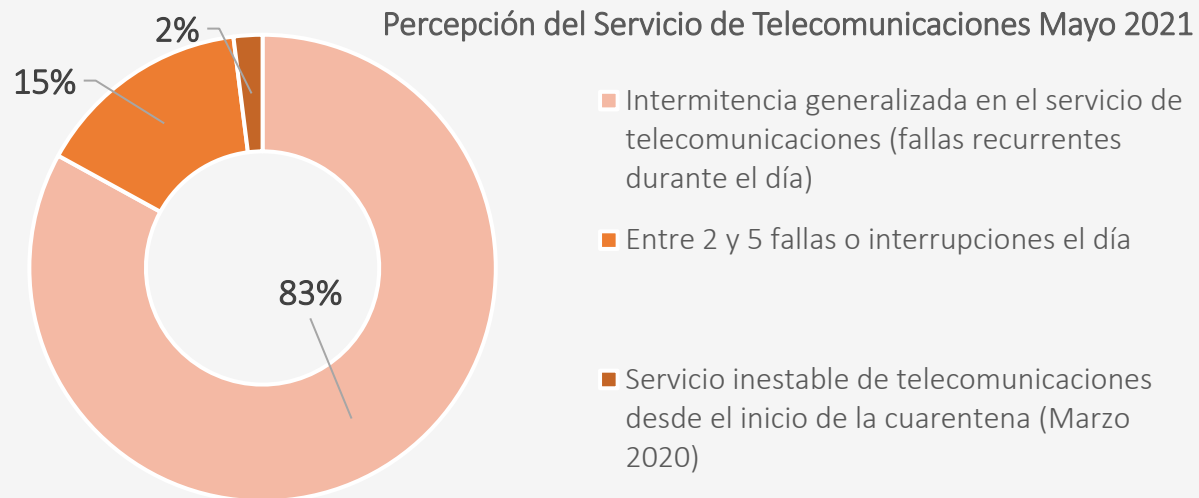 Percepción del Servicio de Telecomunicaciones Mayo 2021
2%
15%
83%
Intermitencia generalizada en el servicio de
telecomunicaciones (fallas recurrentes
durante el día)
Entre 2 y 5 fallas o interrupciones el día
Servicio inestable de telecomunicaciones
desde el inicio de la cuarentena (Marzo
2020)